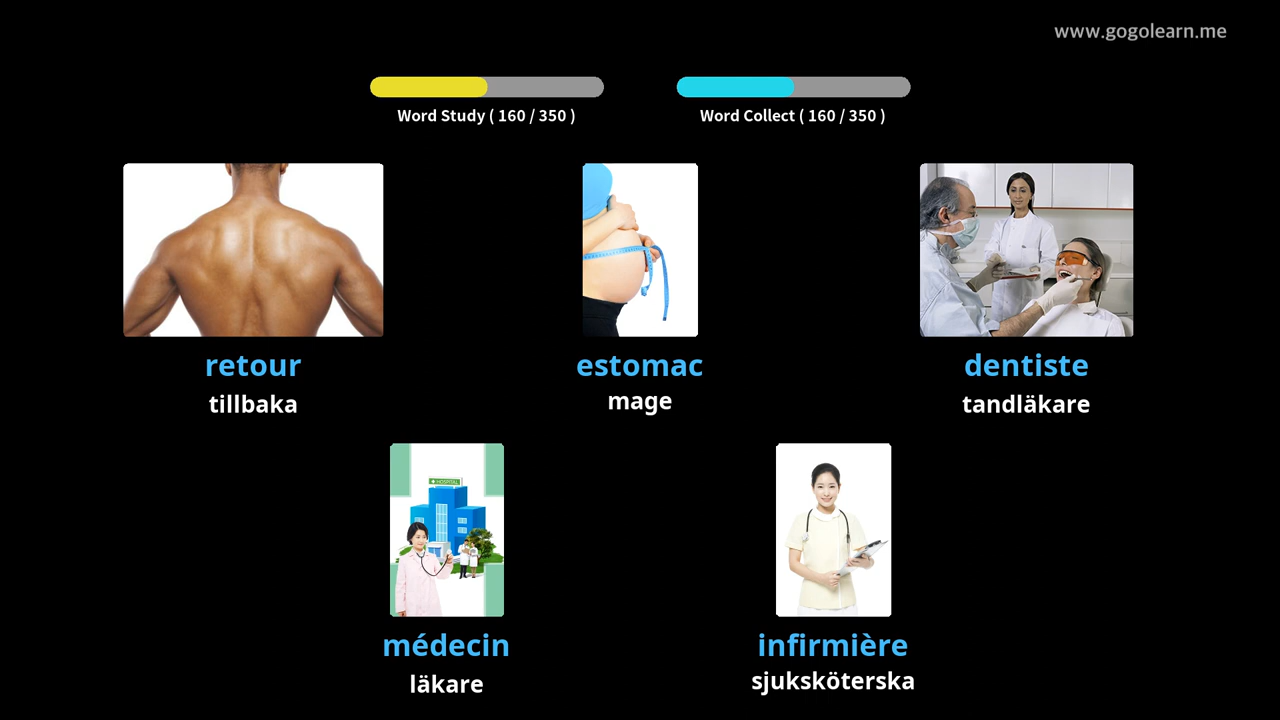 www.gogolearn.me
Word Study ( 160 / 350 )
Word Collect ( 160 / 350 )
retour
tillbaka
estomac
mage
dentiste
tandläkare
HOSPITAL
médecin
läkare
infirmière
sjuksköterska